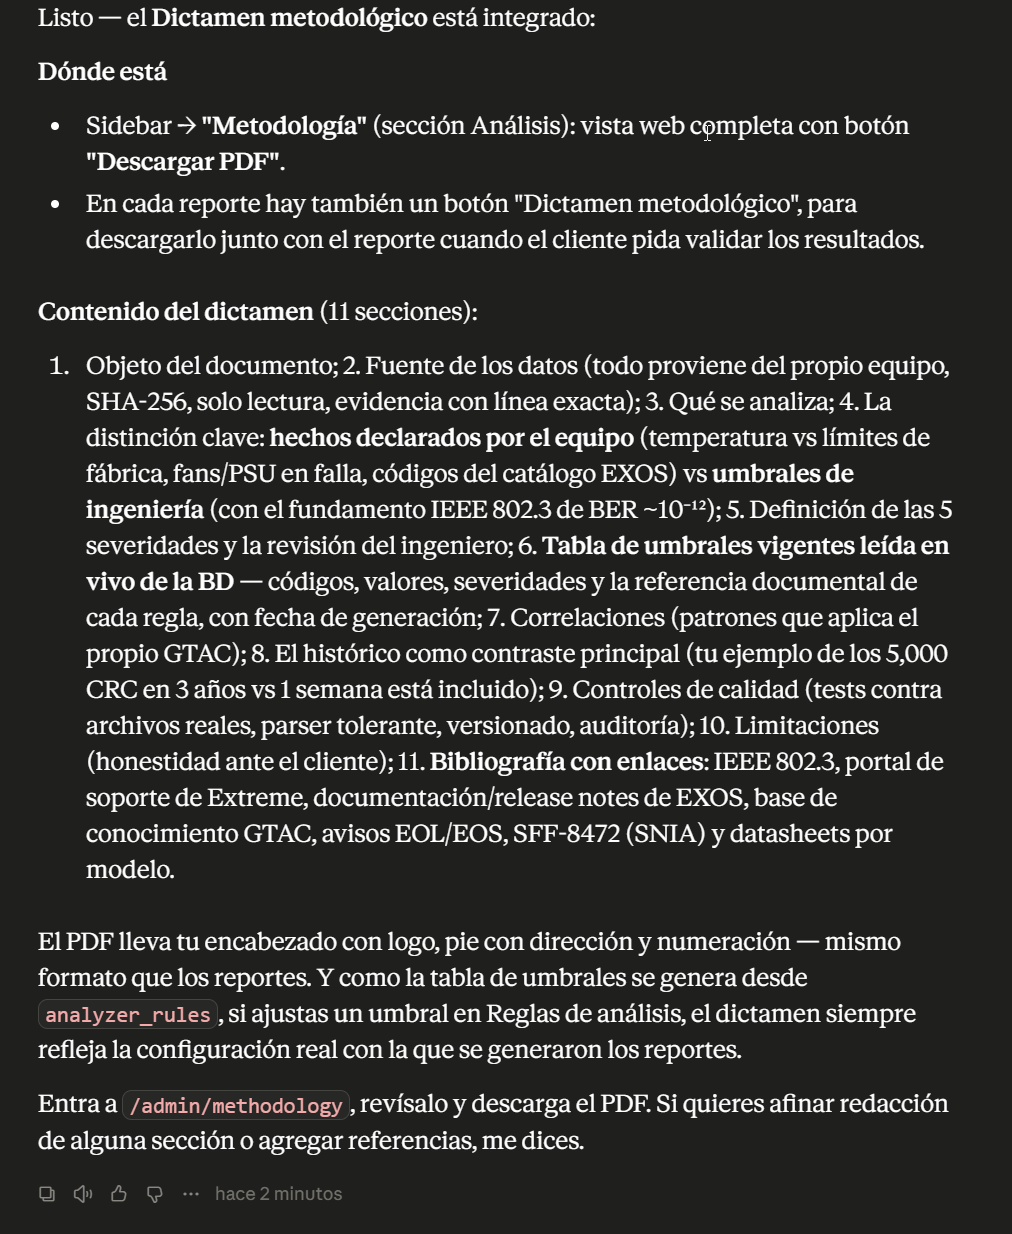 Listo — el Dictamen metodológico está integrado:
Dónde está
• Sidebar → "Metodología" (sección Análisis): vista web completa con botón
"Descargar PDF".
• En cada reporte hay también un botón "Dictamen metodológico", para
descargarlo junto con el reporte cuando el cliente pida validar los resultados.
Contenido del dictamen (11 secciones):
1. Objeto del documento; 2. Fuente de los datos (todo proviene del propio equipo,
SHA-256, solo lectura, evidencia con línea exacta); 3. Qué se analiza; 4. La
distinción clave: hechos declarados por el equipo (temperatura vs límites de
fábrica, fans/PSU en falla, códigos del catálogo EXOS) vs umbrales de
ingeniería (con el fundamento IEEE 802.3 de BER ~10⁻¹²); 5. Definición de las 5
severidades y la revisión del ingeniero; 6. Tabla de umbrales vigentes leída en
vivo de la BD — códigos, valores, severidades y la referencia documental de
cada regla, con fecha de generación; 7. Correlaciones (patrones que aplica el
propio GTAC); 8. El histórico como contraste principal (tu ejemplo de los 5,000
CRC en 3 años vs 1 semana está incluido); 9. Controles de calidad (tests contra
archivos reales, parser tolerante, versionado, auditoría); 10. Limitaciones
(honestidad ante el cliente); 11. Bibliografía con enlaces: IEEE 802.3, portal de
soporte de Extreme, documentación/release notes de EXOS, base de
conocimiento GTAC, avisos EOL/EOS, SFF-8472 (SNIA) y datasheets por
modelo.
El PDF lleva tu encabezado con logo, pie con dirección y numeración — mismo
formato que los reportes. Y como la tabla de umbrales se genera desde
analyzer_rules, si ajustas un umbral en Reglas de análisis, el dictamen siempre
refleja la configuración real con la que se generaron los reportes.
Entra a /admin/methodology, revísalo y descarga el PDF. Si quieres afinar redacción
de alguna sección o agregar referencias, me dices.
hace 2 minutos